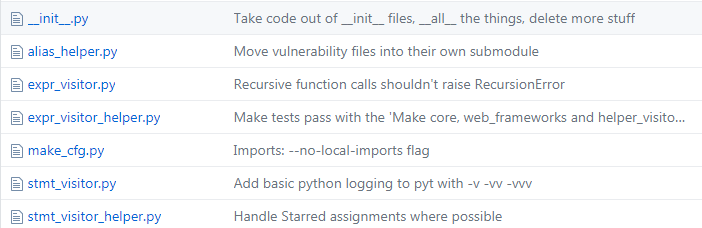 __init__.py Take code out of __init__ files, __all__ the things, delete more stuff
alias_helper.py Move vulnerability files into their own submodule
expr_visitor.py Recursive function calls shouldn't raise RecursionError
expr_visitor_helper.py Make tests pass with the 'Make core, web_frameworks and helper_visito...
make_cfg.py Imports: --no-local-imports flag
stmt_visitor.py Add basic python logging to pyt with -v -vv -vvv
stmt_visitor_helper.py Handle Starred assignments where possible